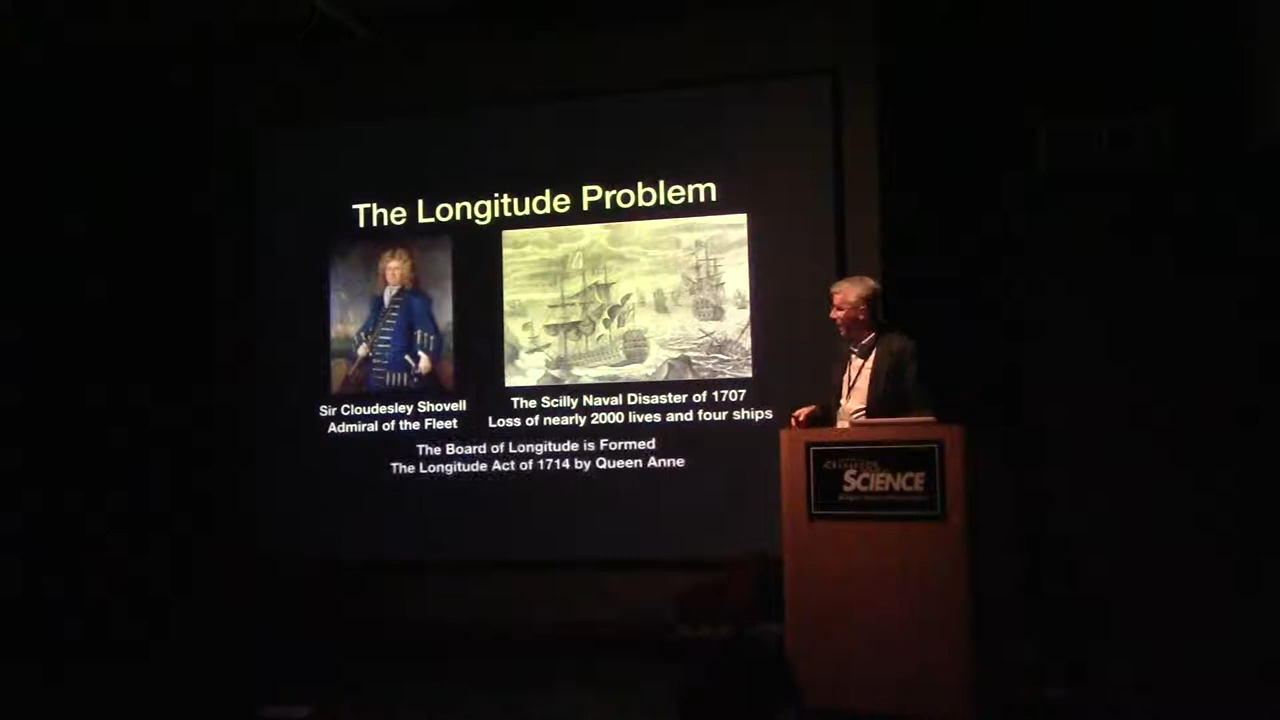 The Longitude Problem
Sir Cloudesley Shovell
Admiral of the Fleet
The Scilly Naval Disaster of 1707
Loss of nearly 2000 lives and four ships
The Board of Longitude is Formed
The Longitude Act of 1714 by Queen Anne
SCIENCE